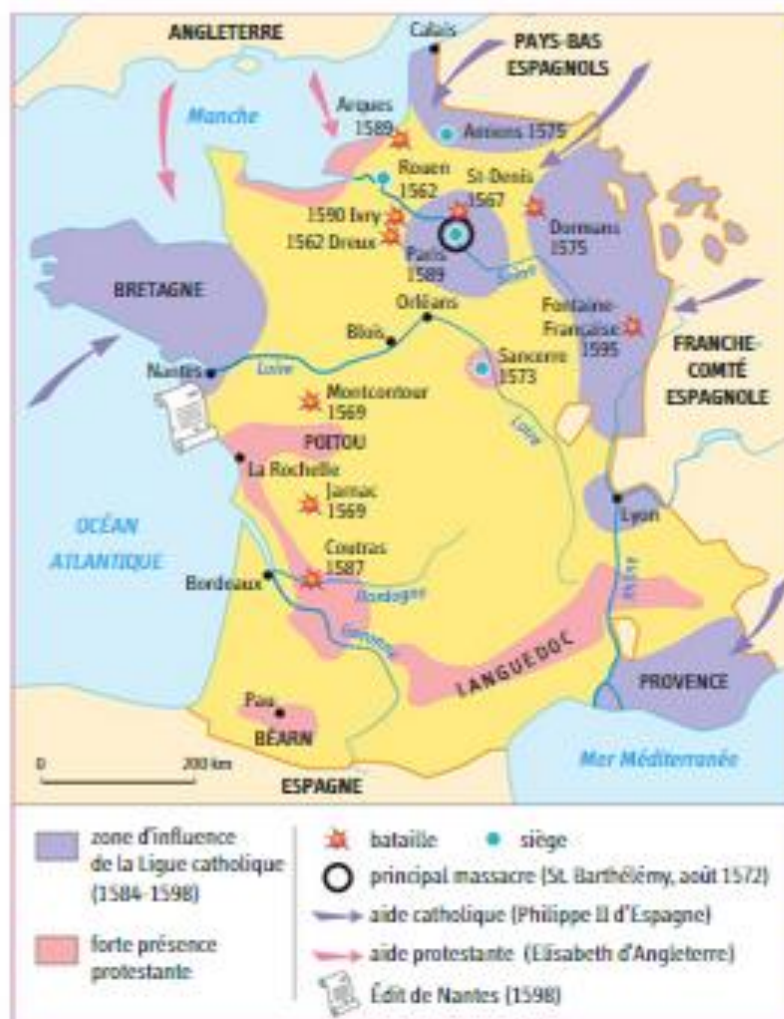 ANGLETERRE
Calais
PAYS-BAS
ESPAGNOLS
Manche
Arques
1589
Amiens 1575
Rouen
1562
St-Denis
1567
1590 Ivry
1562 Dreux
Paris
1589
Seine
Dormans
1575
BRETAGNE
Orléans
Blois
Fontaine-
Française
1595
FRANCHE-
COMTÉ
ESPAGNOLE
Nantes
Loire
Sancerre
1573
Montcontour
1569
Loire
POITOU
La Rochelle
Jarnac
1569
Lyon
OCÉAN
ATLANTIQUE
Coutras
1587
Bordeaux
Dordogne
Rhône
Garonne
LANGUEDOC
PROVENCE
Pau
BÉARN
0 200 km
ESPAGNE
Mer Méditerranée
zone d'influence
de la Ligue catholique
(1584-1598)
forte présence
protestante
bataille
siège
principal massacre (St. Barthélémy, août 1572)
aide catholique (Philippe II d'Espagne)
aide protestante (Elisabeth d'Angleterre)
Édit de Nantes (1598)